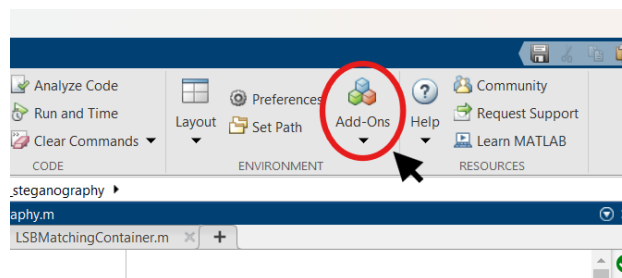 Analyze Code
Run and Time
Clear Commands
CODE
Layout
Preferences
Set Path
Add-Ons
ENVIRONMENT
Help
Community
Request Support
Learn MATLAB
RESOURCES
_steganography
aphy.m
LSBMatchingContainer.m × +